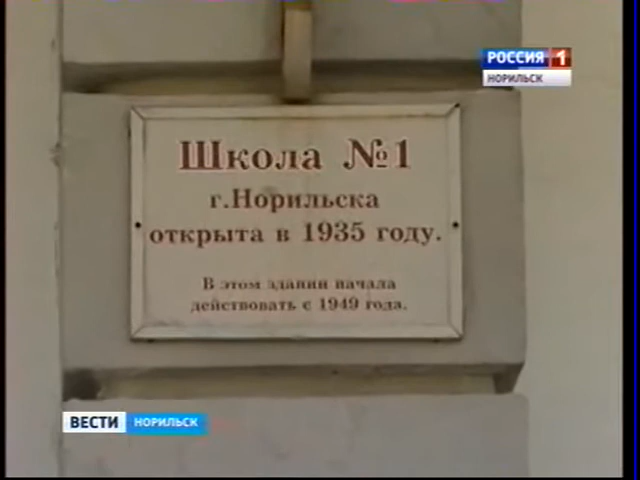 РОССИЯ 1
НОРИЛЬСК
Школа №1
г.Норильска
открыта в 1935 году.
В этом здании начала
действовать с 1949 года.
ВЕСТИ НОРИЛЬСК